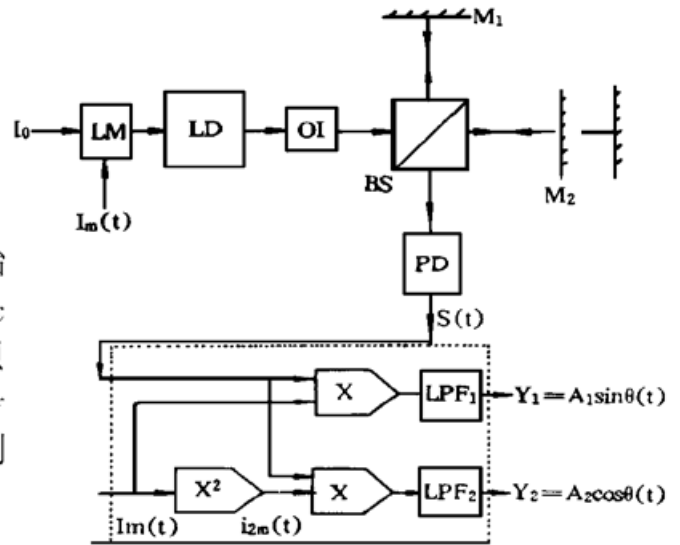 M₁
I₀
LM
LD
OI
BS
M₂
Iₘ(t)
PD
S(t)
X
LPF₁
Y₁=A₁sinθ(t)
X²
X
LPF₂
Y₂=A₂cosθ(t)
Im(t)
i₂ₘ(t)